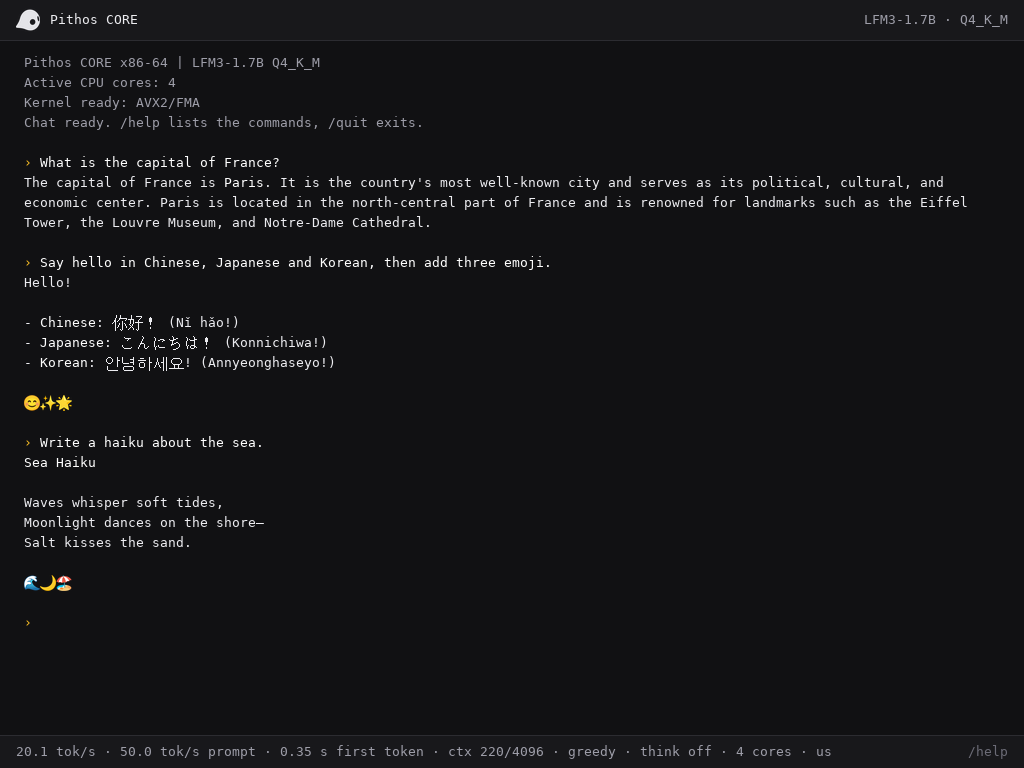 Pithos CORE
LFM3-1.7B · Q4_K_M
Pithos CORE x86-64 | LFM3-1.7B Q4_K_M
Active CPU cores: 4
Kernel ready: AVX2/FMA
Chat ready. /help lists the commands, /quit exits.
› What is the capital of France?
The capital of France is Paris. It is the country's most well-known city and serves as its political, cultural, and
economic center. Paris is located in the north-central part of France and is renowned for landmarks such as the Eiffel
Tower, the Louvre Museum, and Notre-Dame Cathedral.
› Say hello in Chinese, Japanese and Korean, then add three emoji.
Hello!
- Chinese: 你好！ (Nǐ hǎo!)
- Japanese: こんにちは！ (Konnichiwa!)
- Korean: 안녕하세요! (Annyeonghaseyo!)
😊✨🌟
› Write a haiku about the sea.
Sea Haiku
Waves whisper soft tides,
Moonlight dances on the shore—
Salt kisses the sand.
🌊🌙🏖️
›
20.1 tok/s · 50.0 tok/s prompt · 0.35 s first token · ctx 220/4096 · greedy · think off · 4 cores · us
/help